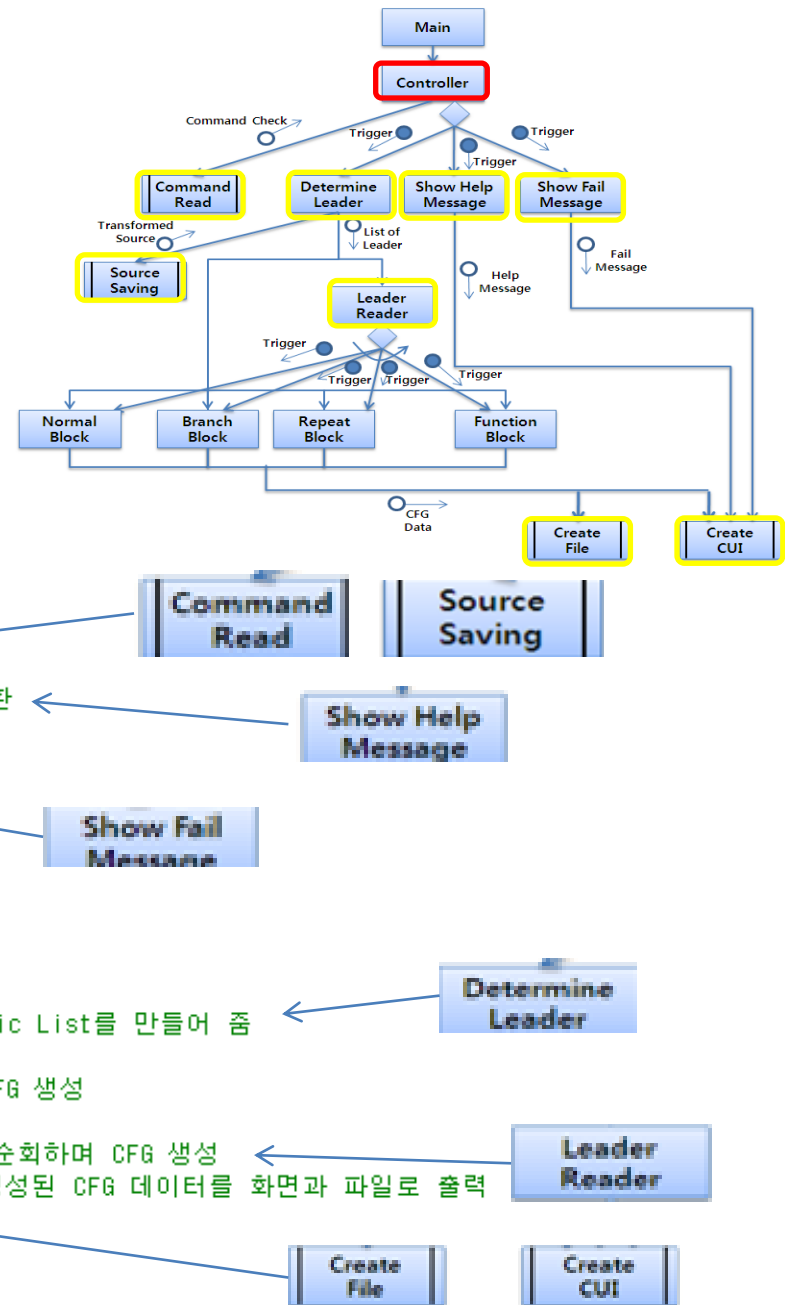 Main
Controller
Command Check
Trigger
Trigger
Trigger
Command
Read
Determine
Leader
Show Help
Message
Show Fail
Message
Transformed
Source
List of
Leader
Source
Saving
Help
Message
Fail
Message
Leader
Reader
Trigger
Trigger
Trigger
Trigger
Normal
Block
Branch
Block
Repeat
Block
Function
Block
CFG
Data
Create
File
Create
CUI
Command
Read
Source
Saving
환
Show Help
Message
Show Fail
Message
Determine
Leader
ic List를 만들어 줌
FG 생성
순회하며 CFG 생성
성된 CFG 데이터를 화면과 파일로 출력
Leader
Reader
Create
File
Create
CUI